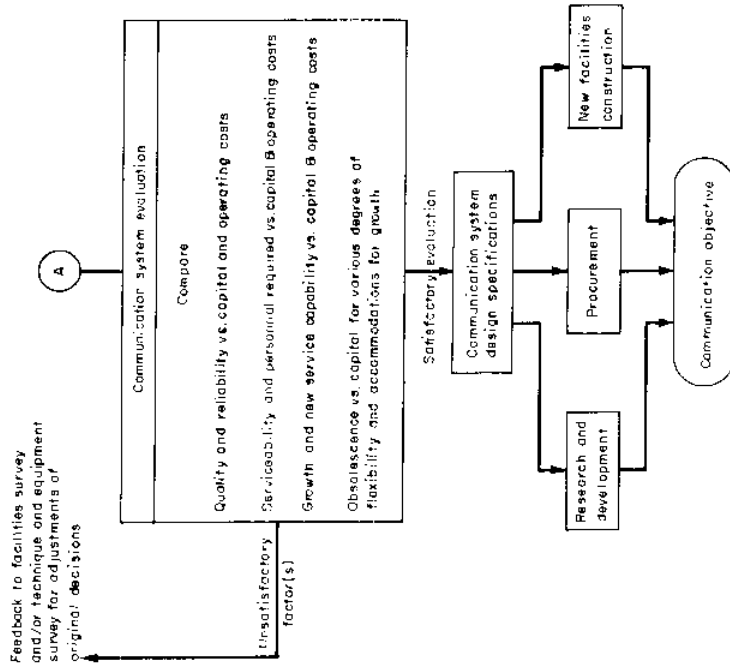 Feedback to facilities survey
and/or technique and equipment
survey for adjustments of
original decisions
A
Communication system evaluation
Compare
Quality and reliability vs. capital and operating costs
Serviceability and personnel required vs. capital & operating costs
Growth and new service capability vs. capital & operating costs
Obsolescence vs. capital for various degrees of
flexibility and accommodations for growth
Unsatisfactory
factor(s)
Satisfactory evaluation
Communication system
design specifications
Research and
development
Procurement
New facilities
construction
Communication objective